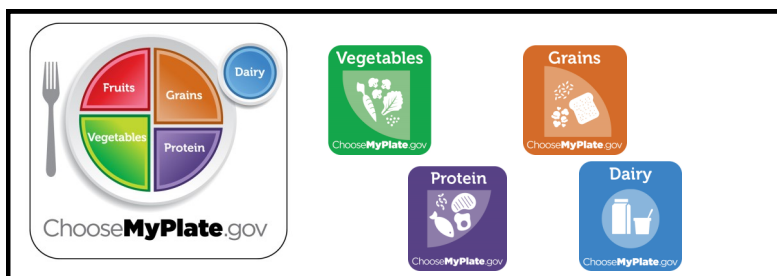 Fruits
Grains
Dairy
Vegetables
Protein
ChooseMyPlate.gov
Vegetables
ChooseMyPlate.gov
Grains
ChooseMyPlate.gov
Protein
ChooseMyPlate.gov
Dairy
ChooseMyPlate.gov